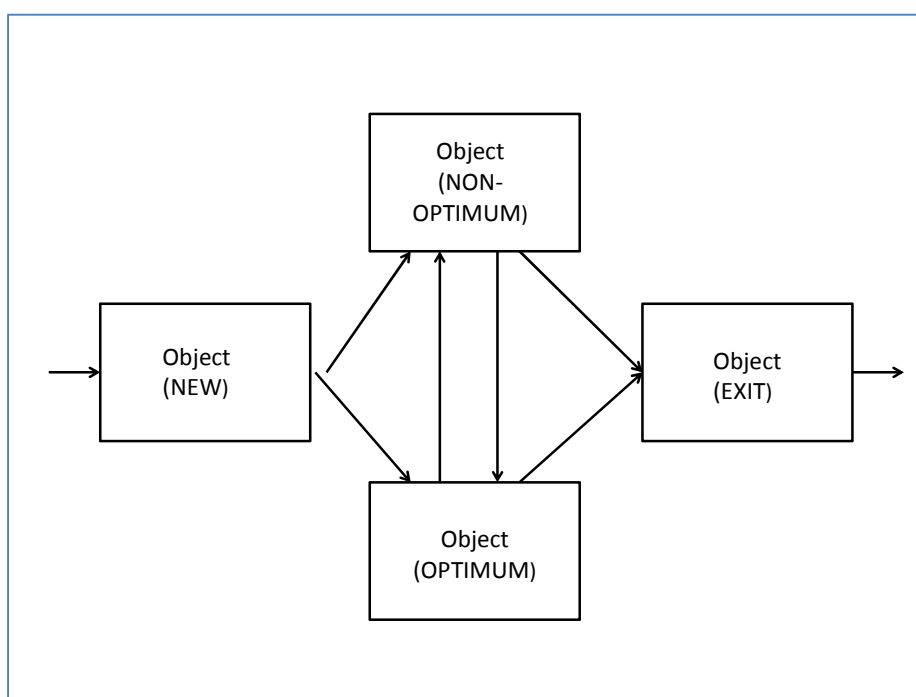 Object
(NON-
OPTIMUM)
Object
(NEW)
Object
(EXIT)
Object
(OPTIMUM)